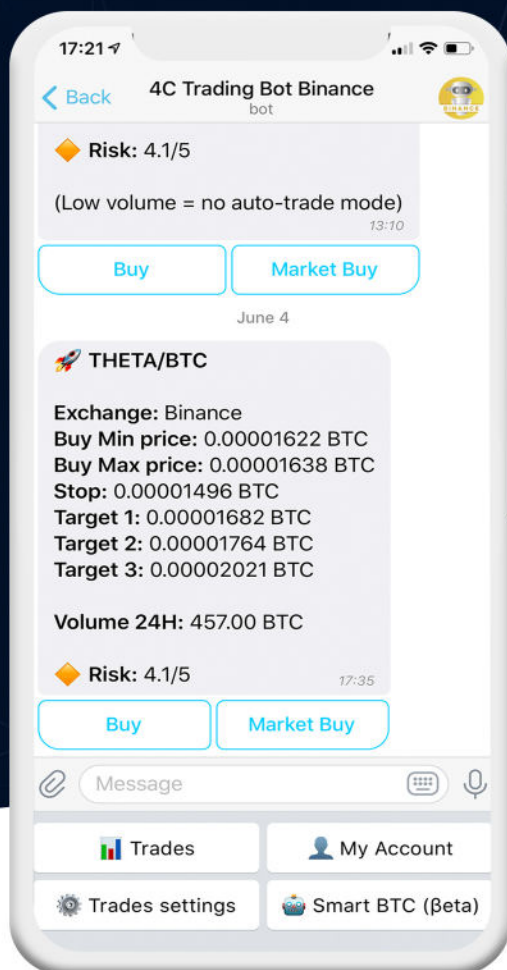 17:21
Back
4C Trading Bot Binance
bot
BINANCE
Risk: 4.1/5
(Low volume = no auto-trade mode)
13:10
Buy
Market Buy
June 4
THETA/BTC
Exchange: Binance
Buy Min price: 0.00001622 BTC
Buy Max price: 0.00001638 BTC
Stop: 0.00001496 BTC
Target 1: 0.00001682 BTC
Target 2: 0.00001764 BTC
Target 3: 0.00002021 BTC
Volume 24H: 457.00 BTC
Risk: 4.1/5
17:35
Buy
Market Buy
Message
Trades
My Account
Trades settings
Smart BTC (βeta)